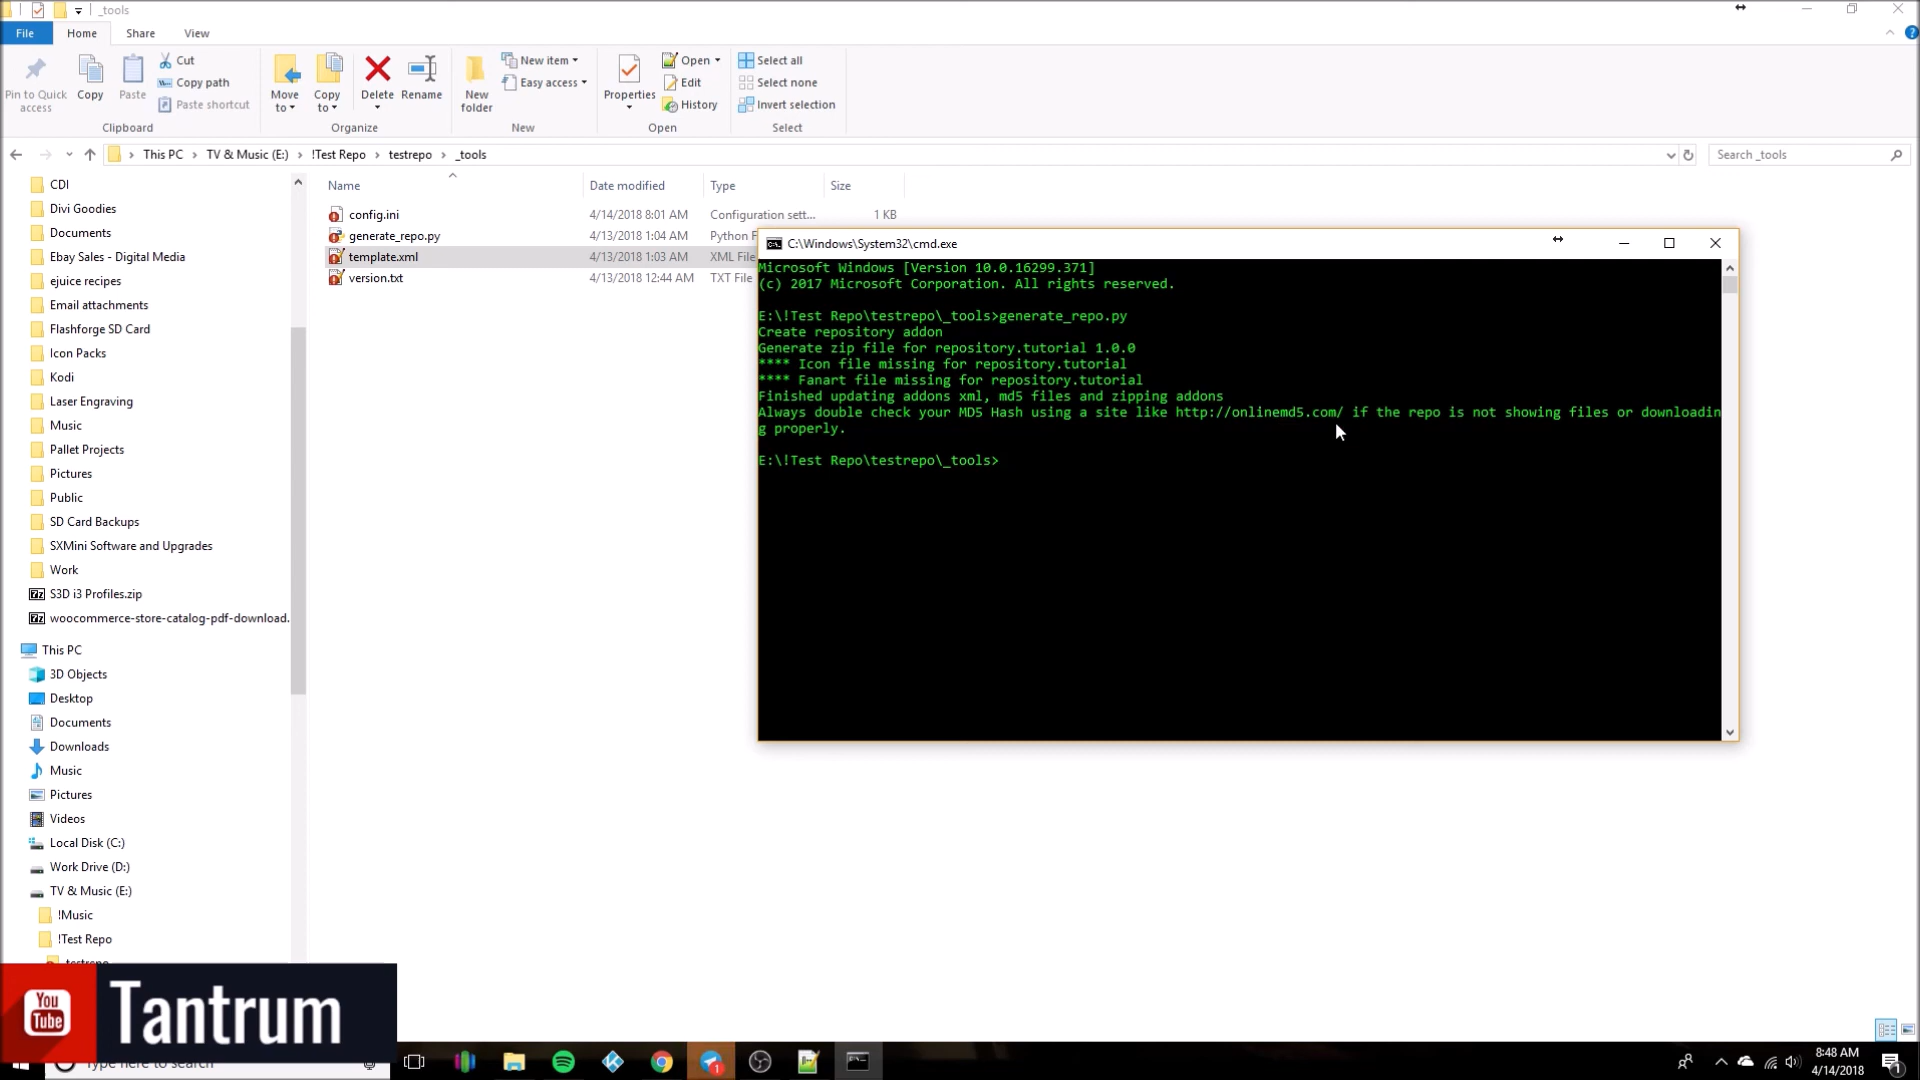 _tools
File
Home
Share
View
Pin to Quick access
Copy
Paste
Cut
Copy path
Paste shortcut
Clipboard
Move to
Copy to
Delete
Rename
Organize
New folder
New item
Easy access
New
Properties
Open
Edit
History
Open
Select all
Select none
Invert selection
Select
This PC > TV & Music (E:) > !Test Repo > testrepo > _tools
Search _tools
CDI
Divi Goodies
Documents
Ebay Sales - Digital Media
ejuice recipes
Email attachments
Flashforge SD Card
Icon Packs
Kodi
Laser Engraving
Music
Pallet Projects
Pictures
Public
SD Card Backups
SXMini Software and Upgrades
Work
S3D i3 Profiles.zip
woocommerce-store-catalog-pdf-download.
This PC
3D Objects
Desktop
Documents
Downloads
Music
Pictures
Videos
Local Disk (C:)
Work Drive (D:)
TV & Music (E:)
!Music
!Test Repo
testrepo
Name Date modified Type Size
config.ini 4/14/2018 8:01 AM Configuration sett... 1 KB
generate_repo.py 4/13/2018 1:04 AM Python F
template.xml 4/13/2018 1:03 AM XML File
version.txt 4/13/2018 12:44 AM TXT File
C:\Windows\System32\cmd.exe
Microsoft Windows [Version 10.0.16299.371]
(c) 2017 Microsoft Corporation. All rights reserved.
E:\!Test Repo\testrepo\_tools>generate_repo.py
Create repository addon
Generate zip file for repository.tutorial 1.0.0
**** Icon file missing for repository.tutorial
**** Fanart file missing for repository.tutorial
Finished updating addons xml, md5 files and zipping addons
Always double check your MD5 Hash using a site like http://onlinemd5.com/ if the repo is not showing files or downloadin
g properly.
E:\!Test Repo\testrepo\_tools>
You
Tube
Tantrum
Type here to search
8:48 AM
4/14/2018